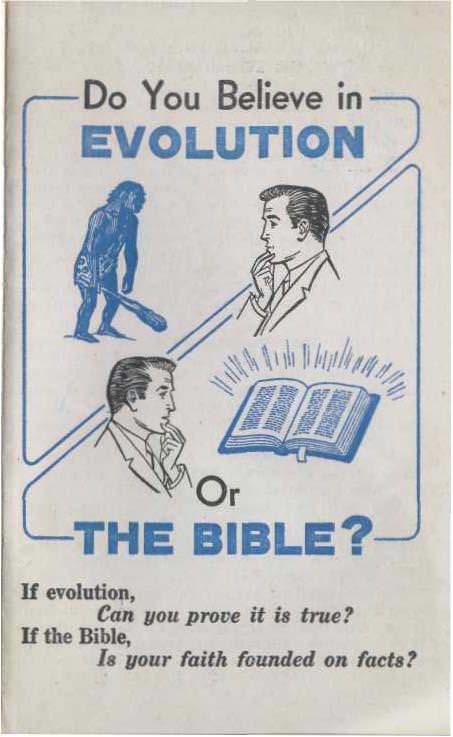 Do You Believe in
EVOLUTION
Or
THE BIBLE?
If evolution,
Can you prove it is true?
If the Bible,
Is your faith founded on facts?